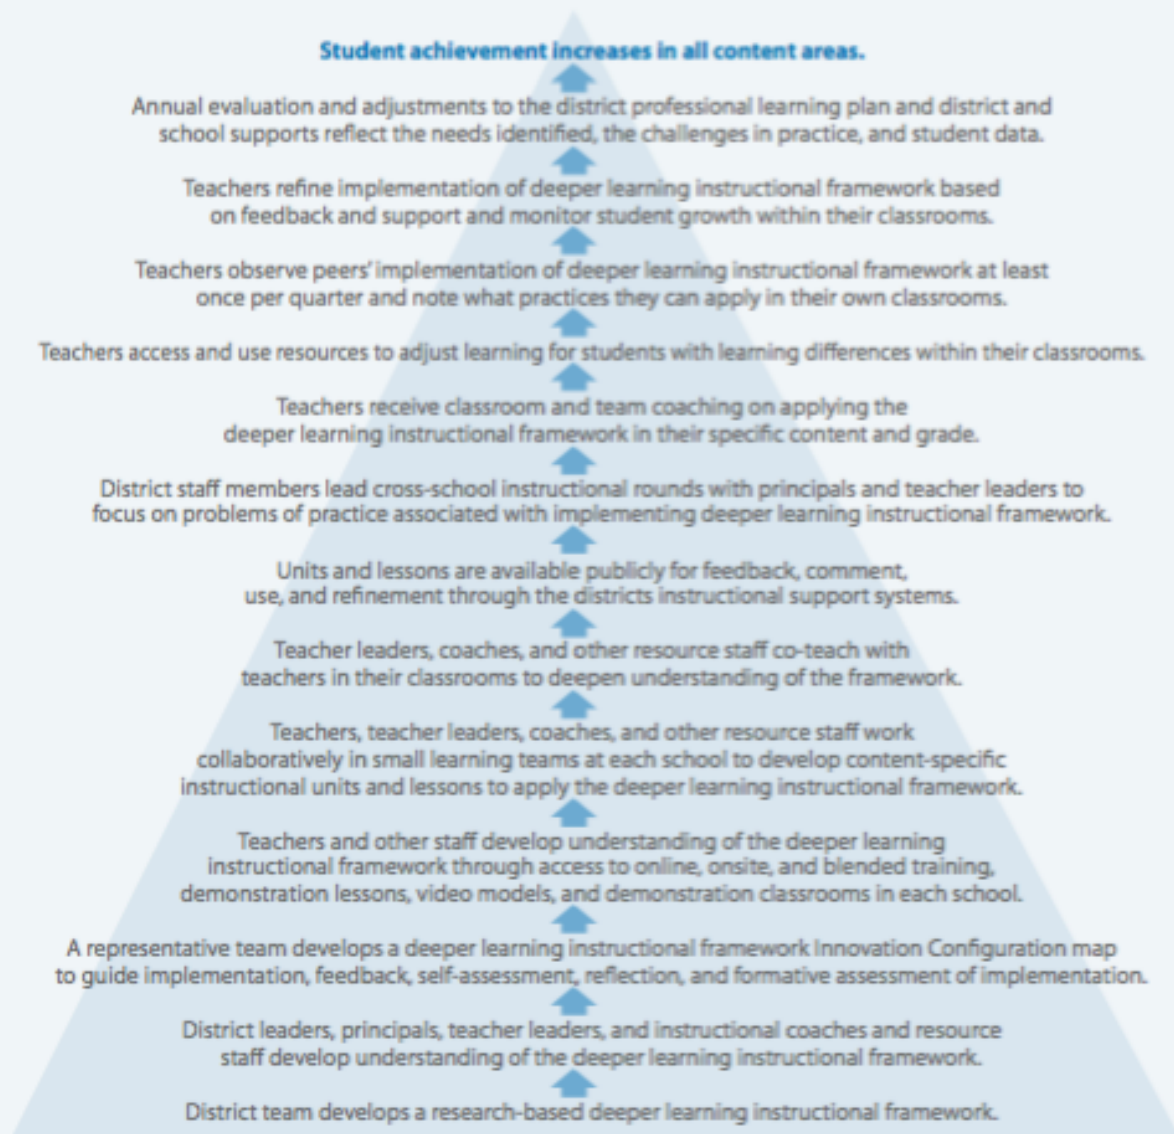 Student achievement increases in all content areas.
Annual evaluation and adjustments to the district professional learning plan and district and
school supports reflect the needs identified, the challenges in practice, and student data.
Teachers refine implementation of deeper learning instructional framework based
on feedback and support and monitor student growth within their classrooms.
Teachers observe peers' implementation of deeper learning instructional framework at least
once per quarter and note what practices they can apply in their own classrooms.
Teachers access and use resources to adjust learning for students with learning differences within their classrooms.
Teachers receive classroom and team coaching on applying the
deeper learning instructional framework in their specific content and grade.
District staff members lead cross-school instructional rounds with principals and teacher leaders to
focus on problems of practice associated with implementing deeper learning instructional framework.
Units and lessons are available publicly for feedback, comment,
use, and refinement through the districts instructional support systems.
Teacher leaders, coaches, and other resource staff co-teach with
teachers in their classrooms to deepen understanding of the framework.
Teachers, teacher leaders, coaches, and other resource staff work
collaboratively in small learning teams at each school to develop content-specific
instructional units and lessons to apply the deeper learning instructional framework.
Teachers and other staff develop understanding of the deeper learning
instructional framework through access to online, onsite, and blended training,
demonstration lessons, video models, and demonstration classrooms in each school.
A representative team develops a deeper learning instructional framework Innovation Configuration map
to guide implementation, feedback, self-assessment, reflection, and formative assessment of implementation.
District leaders, principals, teacher leaders, and instructional coaches and resource
staff develop understanding of the deeper learning instructional framework.
District team develops a research-based deeper learning instructional framework.